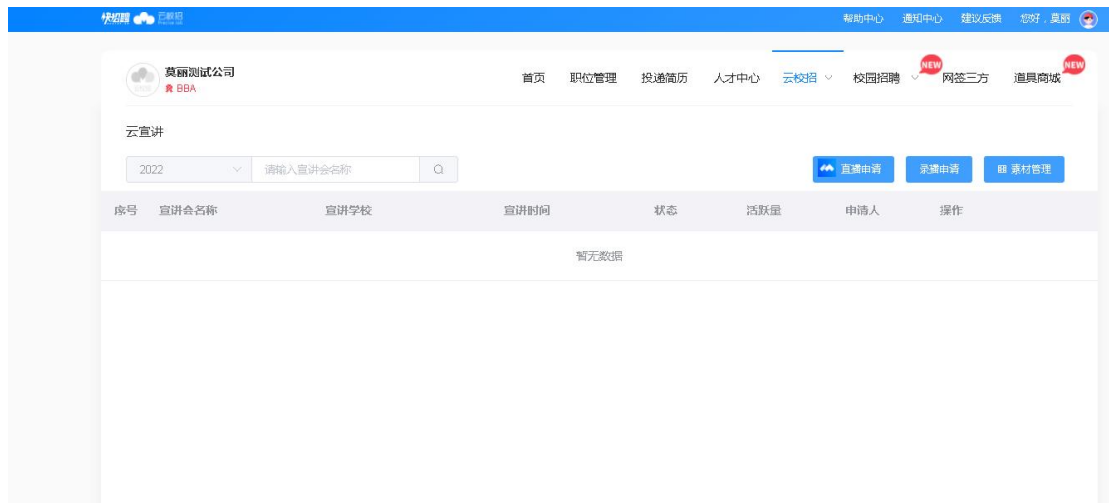 快招聘 云校招
帮助中心 通知中心 建议反馈 您好，莫丽
莫丽测试公司
BBA
首页 职位管理 投递简历 人才中心 云校招 校园招聘 NEW 网签三方 道具商城 NEW
云宣讲
2022 请输入宣讲会名称 直播申请 录播申请 素材管理
序号 宣讲会名称 宣讲学校 宣讲时间 状态 活跃量 申请人 操作
暂无数据